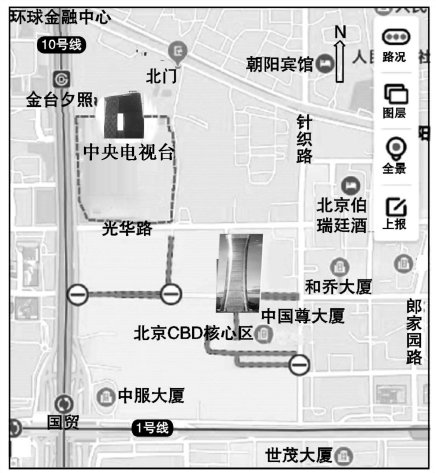 环球金融中心
10号线
N
北门
朝阳宾馆
路况
金台夕照
图层
中央电视台
针织路
全景
北京伯
瑞廷酒
上报
光华路
和乔大厦
中国尊大厦
北京CBD核心区
郎家园路
中服大厦
国贸
1号线
世茂大厦